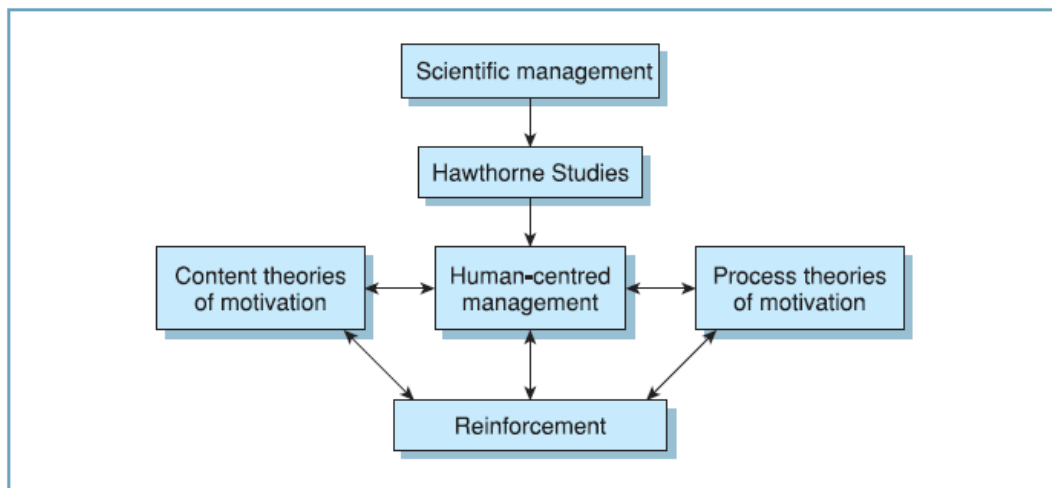 Scientific management
Hawthorne Studies
Content theories
of motivation
Human-centred
management
Process theories
of motivation
Reinforcement